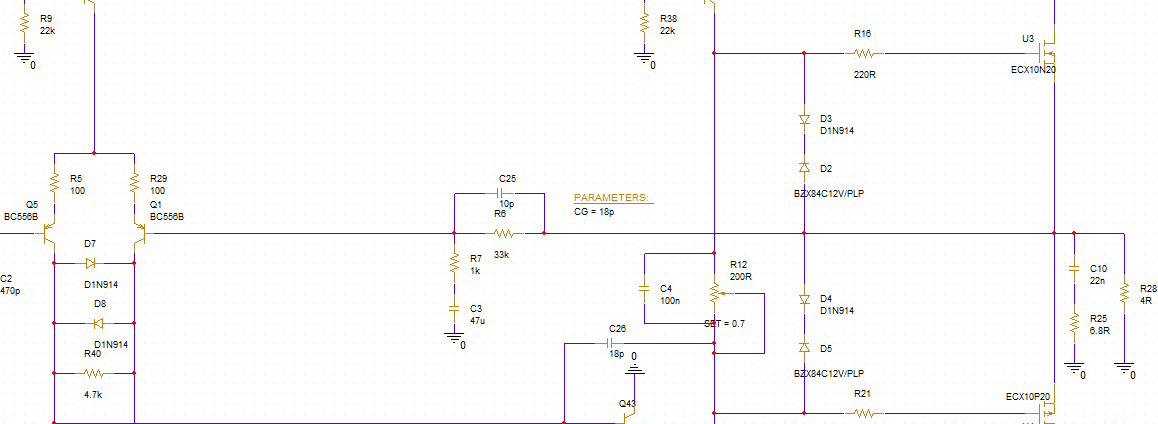 R9
22k
0
R38
22k
0
R16
220R
U3
ECX10N20
D3
D1N914
D2
BZX84C12V/PLP
R5
100
R29
100
Q5
BC556B
Q1
BC556B
C25
10p
R6
33k
PARAMETERS:
CG = 18p
D7
D1N914
D8
D1N914
R40
4.7k
C2
470p
R7
1k
C3
47u
0
R12
200R
C4
100n
SET = 0.7
C26
18p
0
Q43
D4
D1N914
D5
BZX84C12V/PLP
R21
C10
22n
R25
6.8R
0
R28
4R
0
ECX10P20